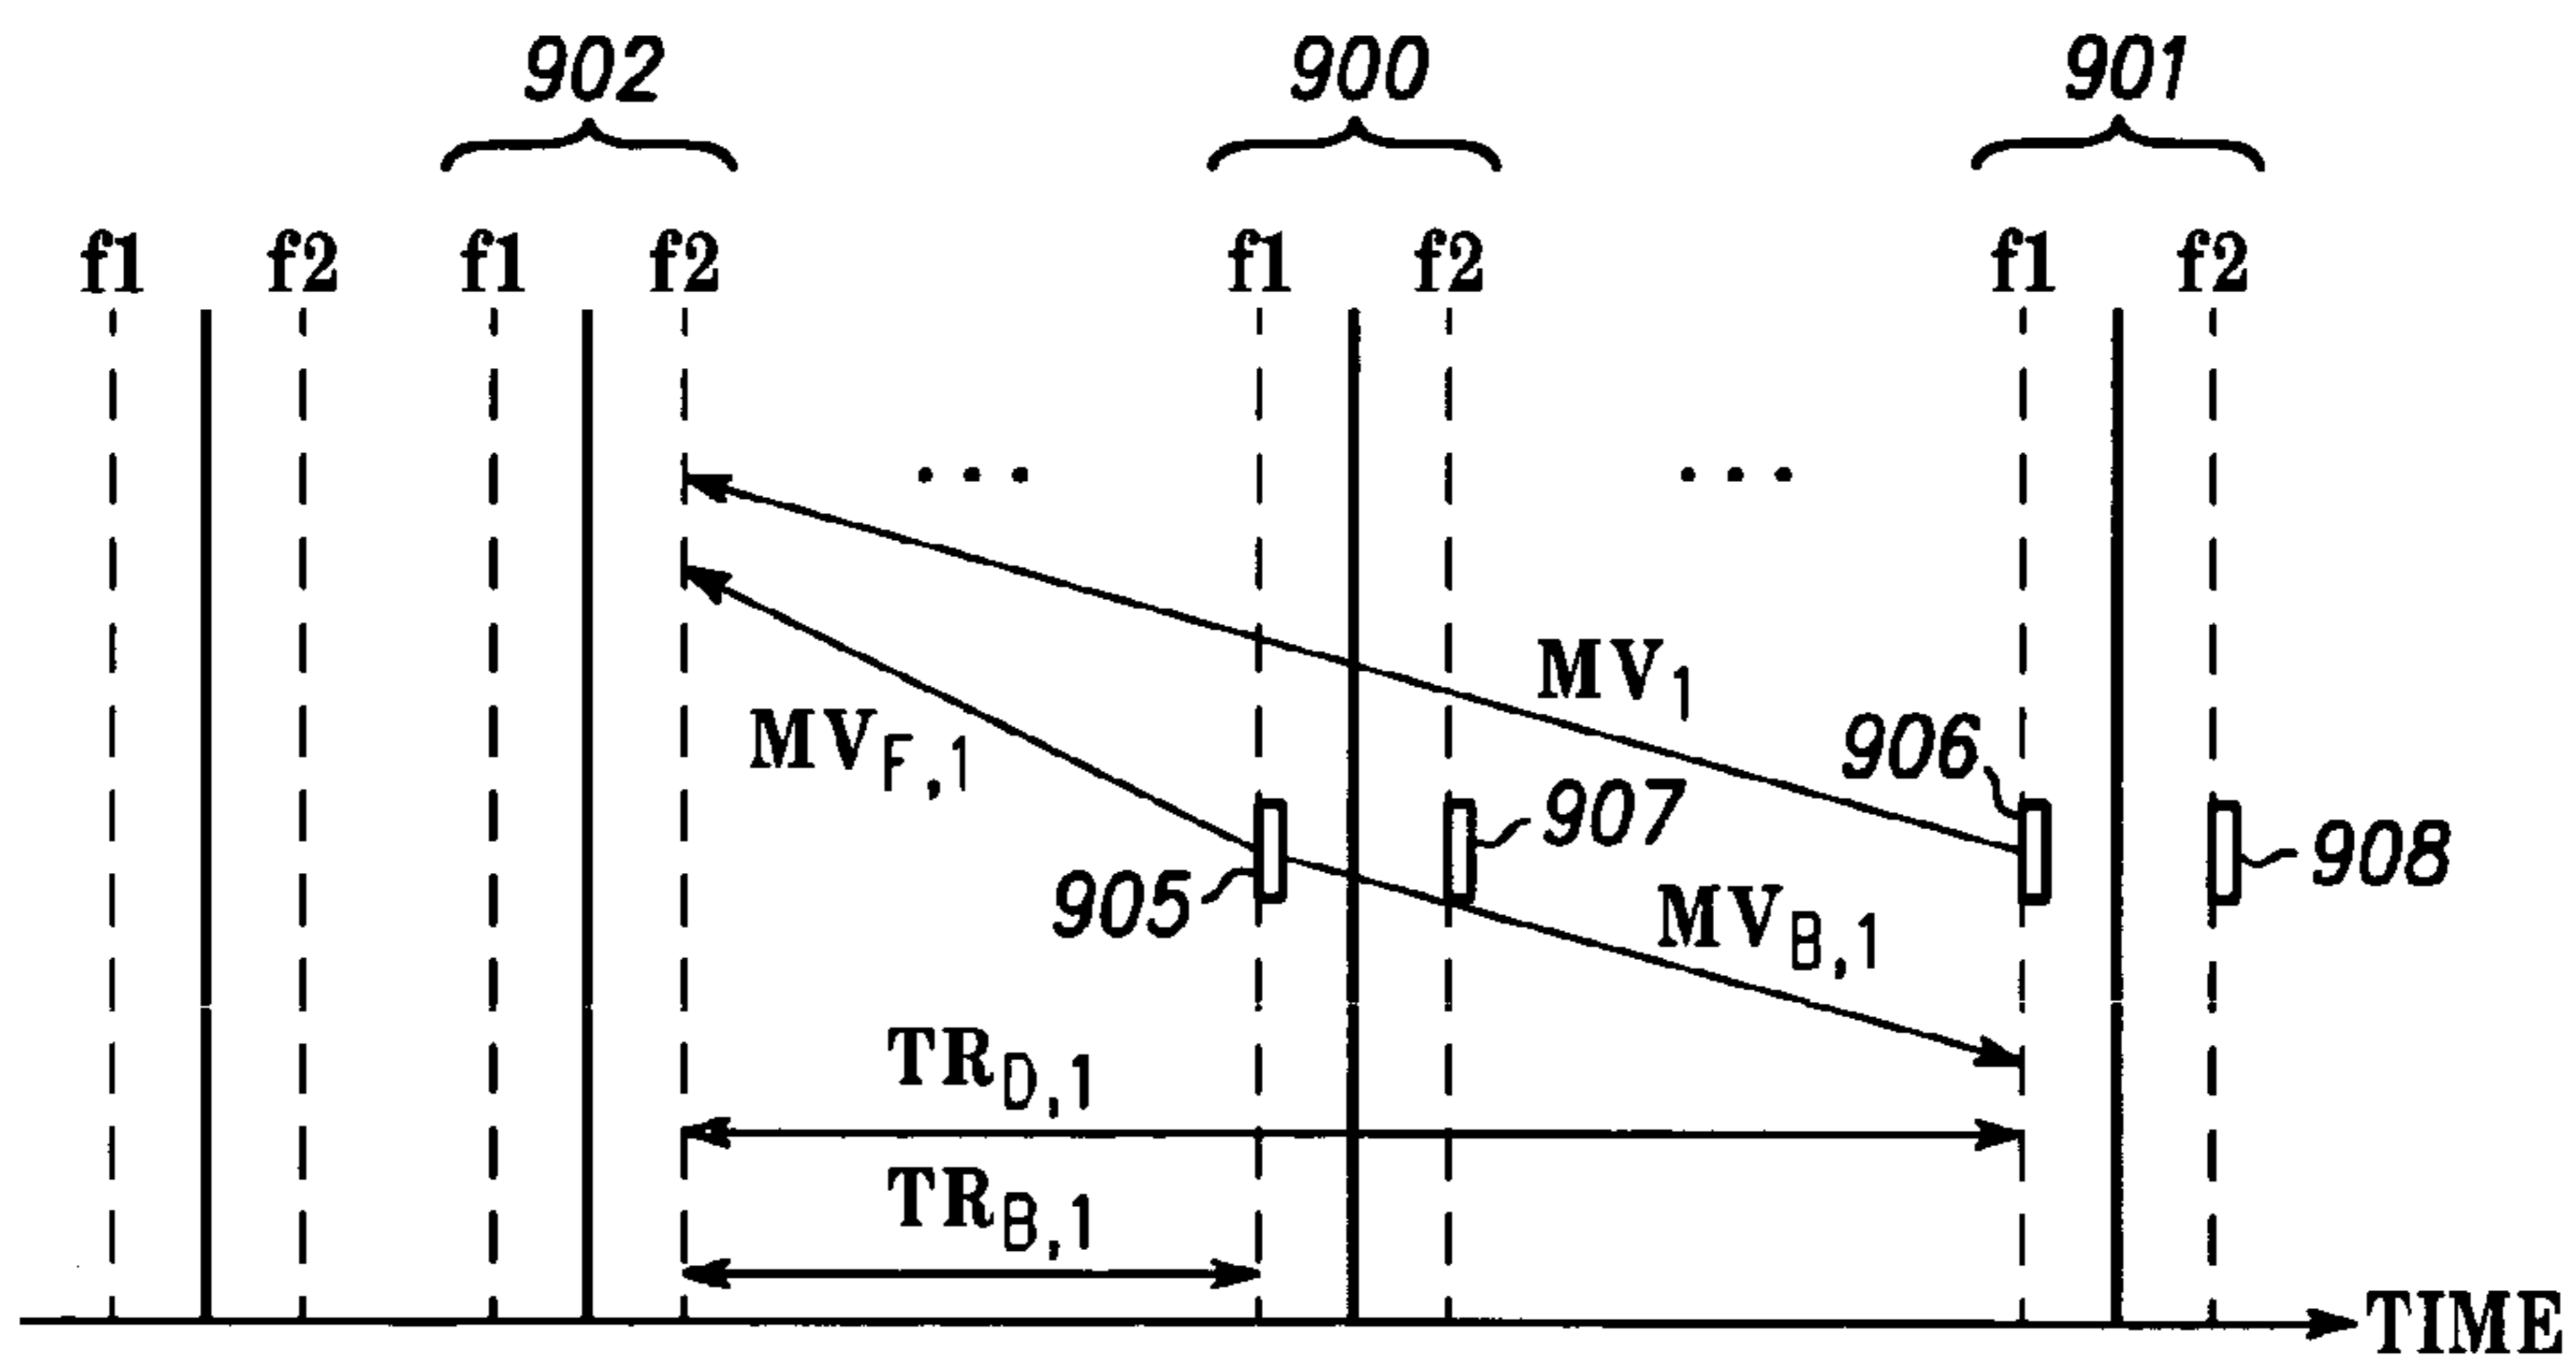 902 900 901
f1 f2 f1 f2 f1 f2 f1 f2
... ...
MV1
MVF,1 906
907
908
905 MVB,1
TRD,1
TRB,1
TIME